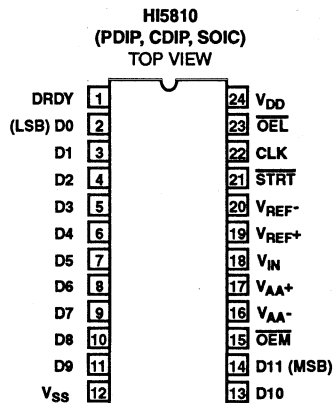 HI5810
(PDIP, CDIP, SOIC)
TOP VIEW
DRDY 1 24 VDD
(LSB) D0 2 23 OEL
D1 3 22 CLK
D2 4 21 STRT
D3 5 20 VREF-
D4 6 19 VREF+
D5 7 18 VIN
D6 8 17 VAA+
D7 9 16 VAA-
D8 10 15 OEM
D9 11 14 D11 (MSB)
VSS 12 13 D10